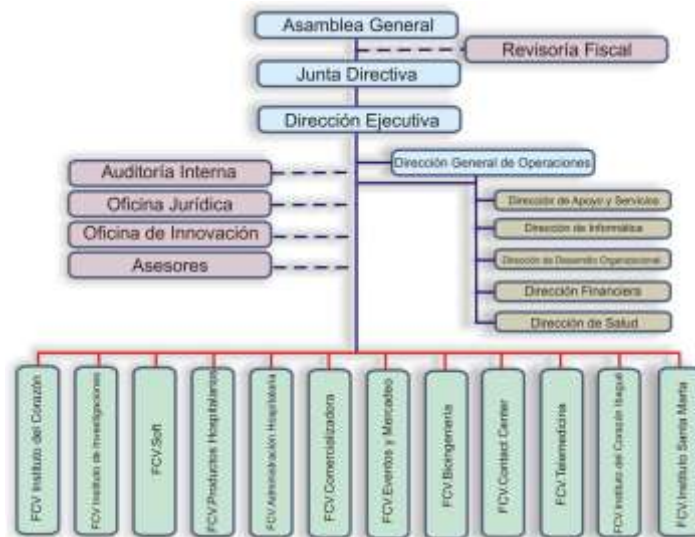 Asamblea General
Revisoría Fiscal
Junta Directiva
Dirección Ejecutiva
Dirección General de Operaciones
Auditoría Interna
Oficina Jurídica
Oficina de Innovación
Asesores
Dirección de Apoyo y Servicios
Dirección de Informática
Dirección de Desarrollo Organizacional
Dirección Financiera
Dirección de Salud
FCV Instituto del Corazón
FCV Instituto de Investigaciones
FCV.Soft
FCV.Productos Hospitalarios
FCV.Administración Hospitalaria
FCV.Comercializadora
FCV.Eventos y Mercadeo
FCV.Bioingeniería
FCV.Contact Center
FCV.Telemedicina
FCV.Instituto del Corazón Ibagué
FCV.Instituto Santa Marta